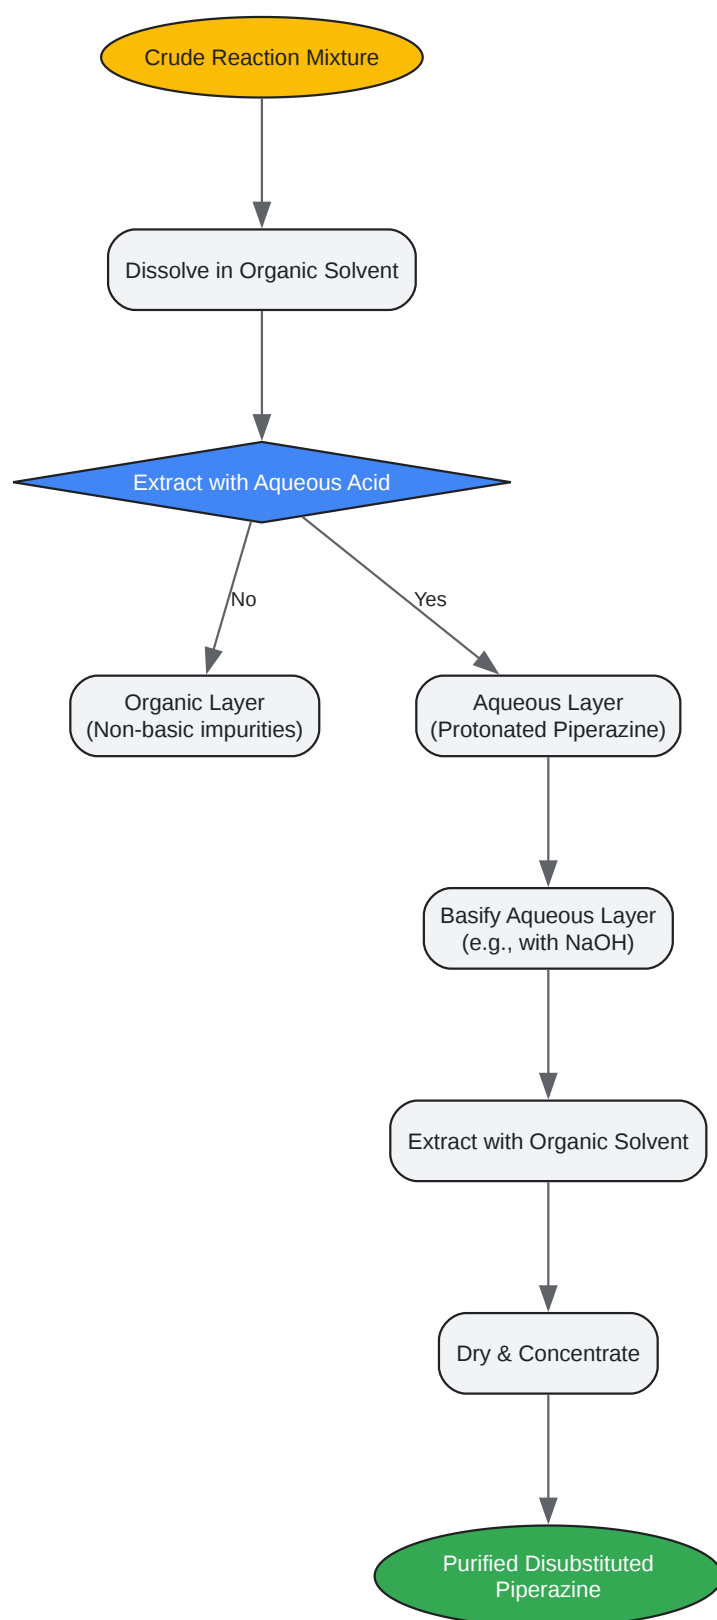 Crude Reaction Mixture
Dissolve in Organic Solvent
Extract with Aqueous Acid
No
Yes
Organic Layer
(Non-basic impurities)
Aqueous Layer
(Protonated Piperazine)
Basify Aqueous Layer
(e.g., with NaOH)
Extract with Organic Solvent
Dry & Concentrate
Purified Disubstituted
Piperazine